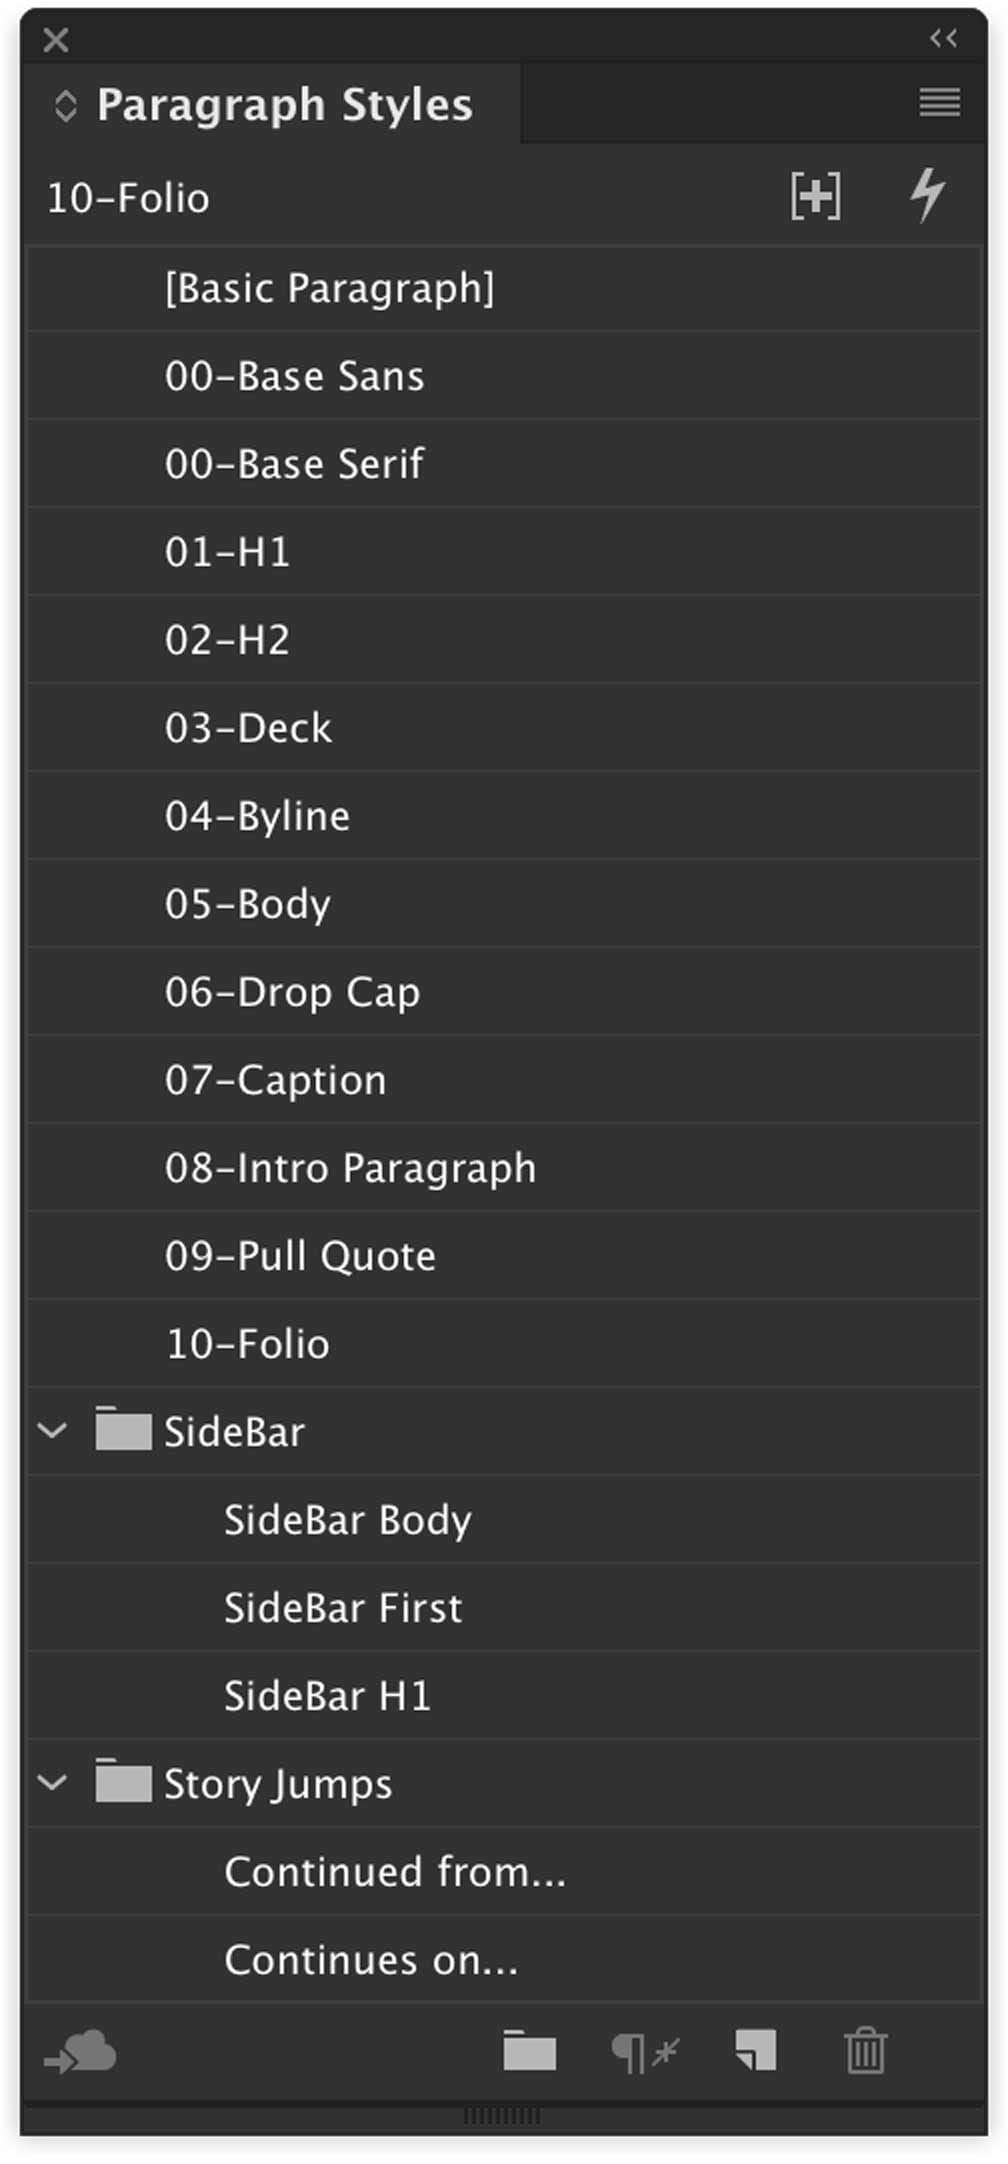 Paragraph Styles
10-Folio
[Basic Paragraph]
00-Base Sans
00-Base Serif
01-H1
02-H2
03-Deck
04-Byline
05-Body
06-Drop Cap
07-Caption
08-Intro Paragraph
09-Pull Quote
10-Folio
SideBar
SideBar Body
SideBar First
SideBar H1
Story Jumps
Continued from...
Continues on...